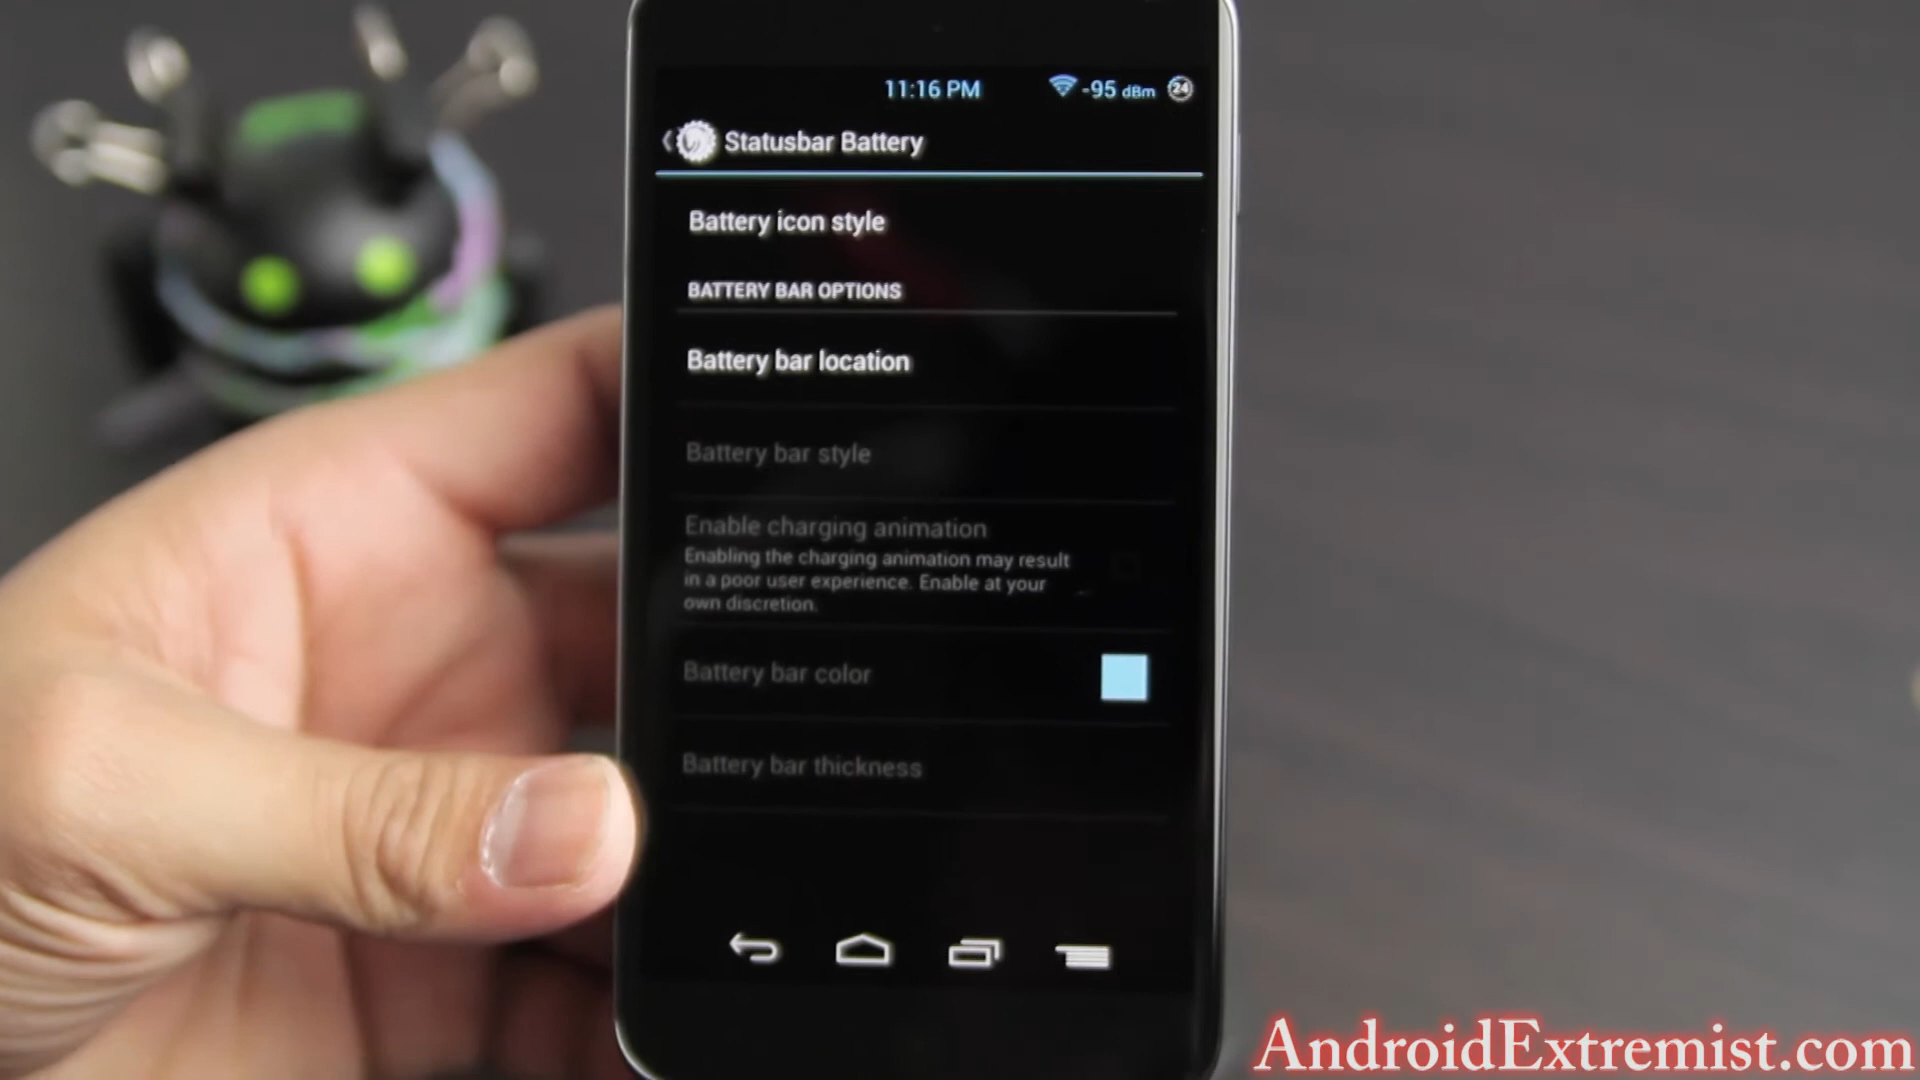 11:16 PM -95 dBm 24
Statusbar Battery
Battery icon style
BATTERY BAR OPTIONS
Battery bar location
Battery bar style
Enable charging animation
Enabling the charging animation may result
in a poor user experience. Enable at your
own discretion.
Battery bar color
Battery bar thickness
AndroidExtremist.com